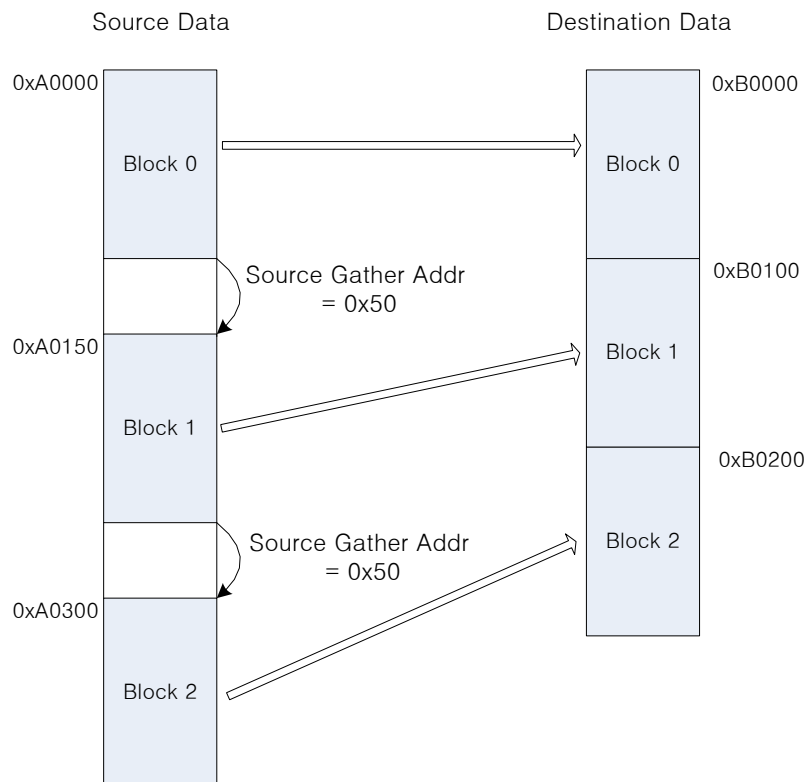 Source Data
Destination Data
0xA0000
0xB0000
Block 0
Block 0
Source Gather Addr
= 0x50
0xB0100
0xA0150
Block 1
Block 1
0xB0200
Source Gather Addr
= 0x50
Block 2
0xA0300
Block 2